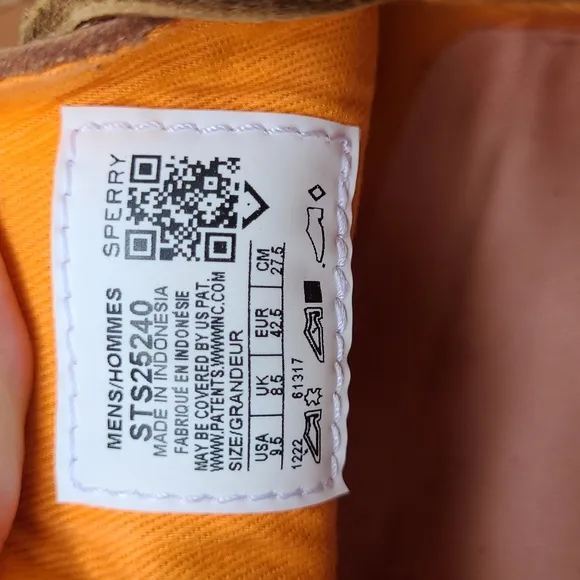 SPERRY
MENS/HOMMES
STS25240
MADE IN INDONESIA
FABRIQUÉ EN INDONÉSIE
MAY BE COVERED BY US PAT.
WWW.PATENTS.WWWINC.COM
SIZE/GRANDEUR
USA UK EUR CM
9.5 8.5 42.5 27.5
1222 61317